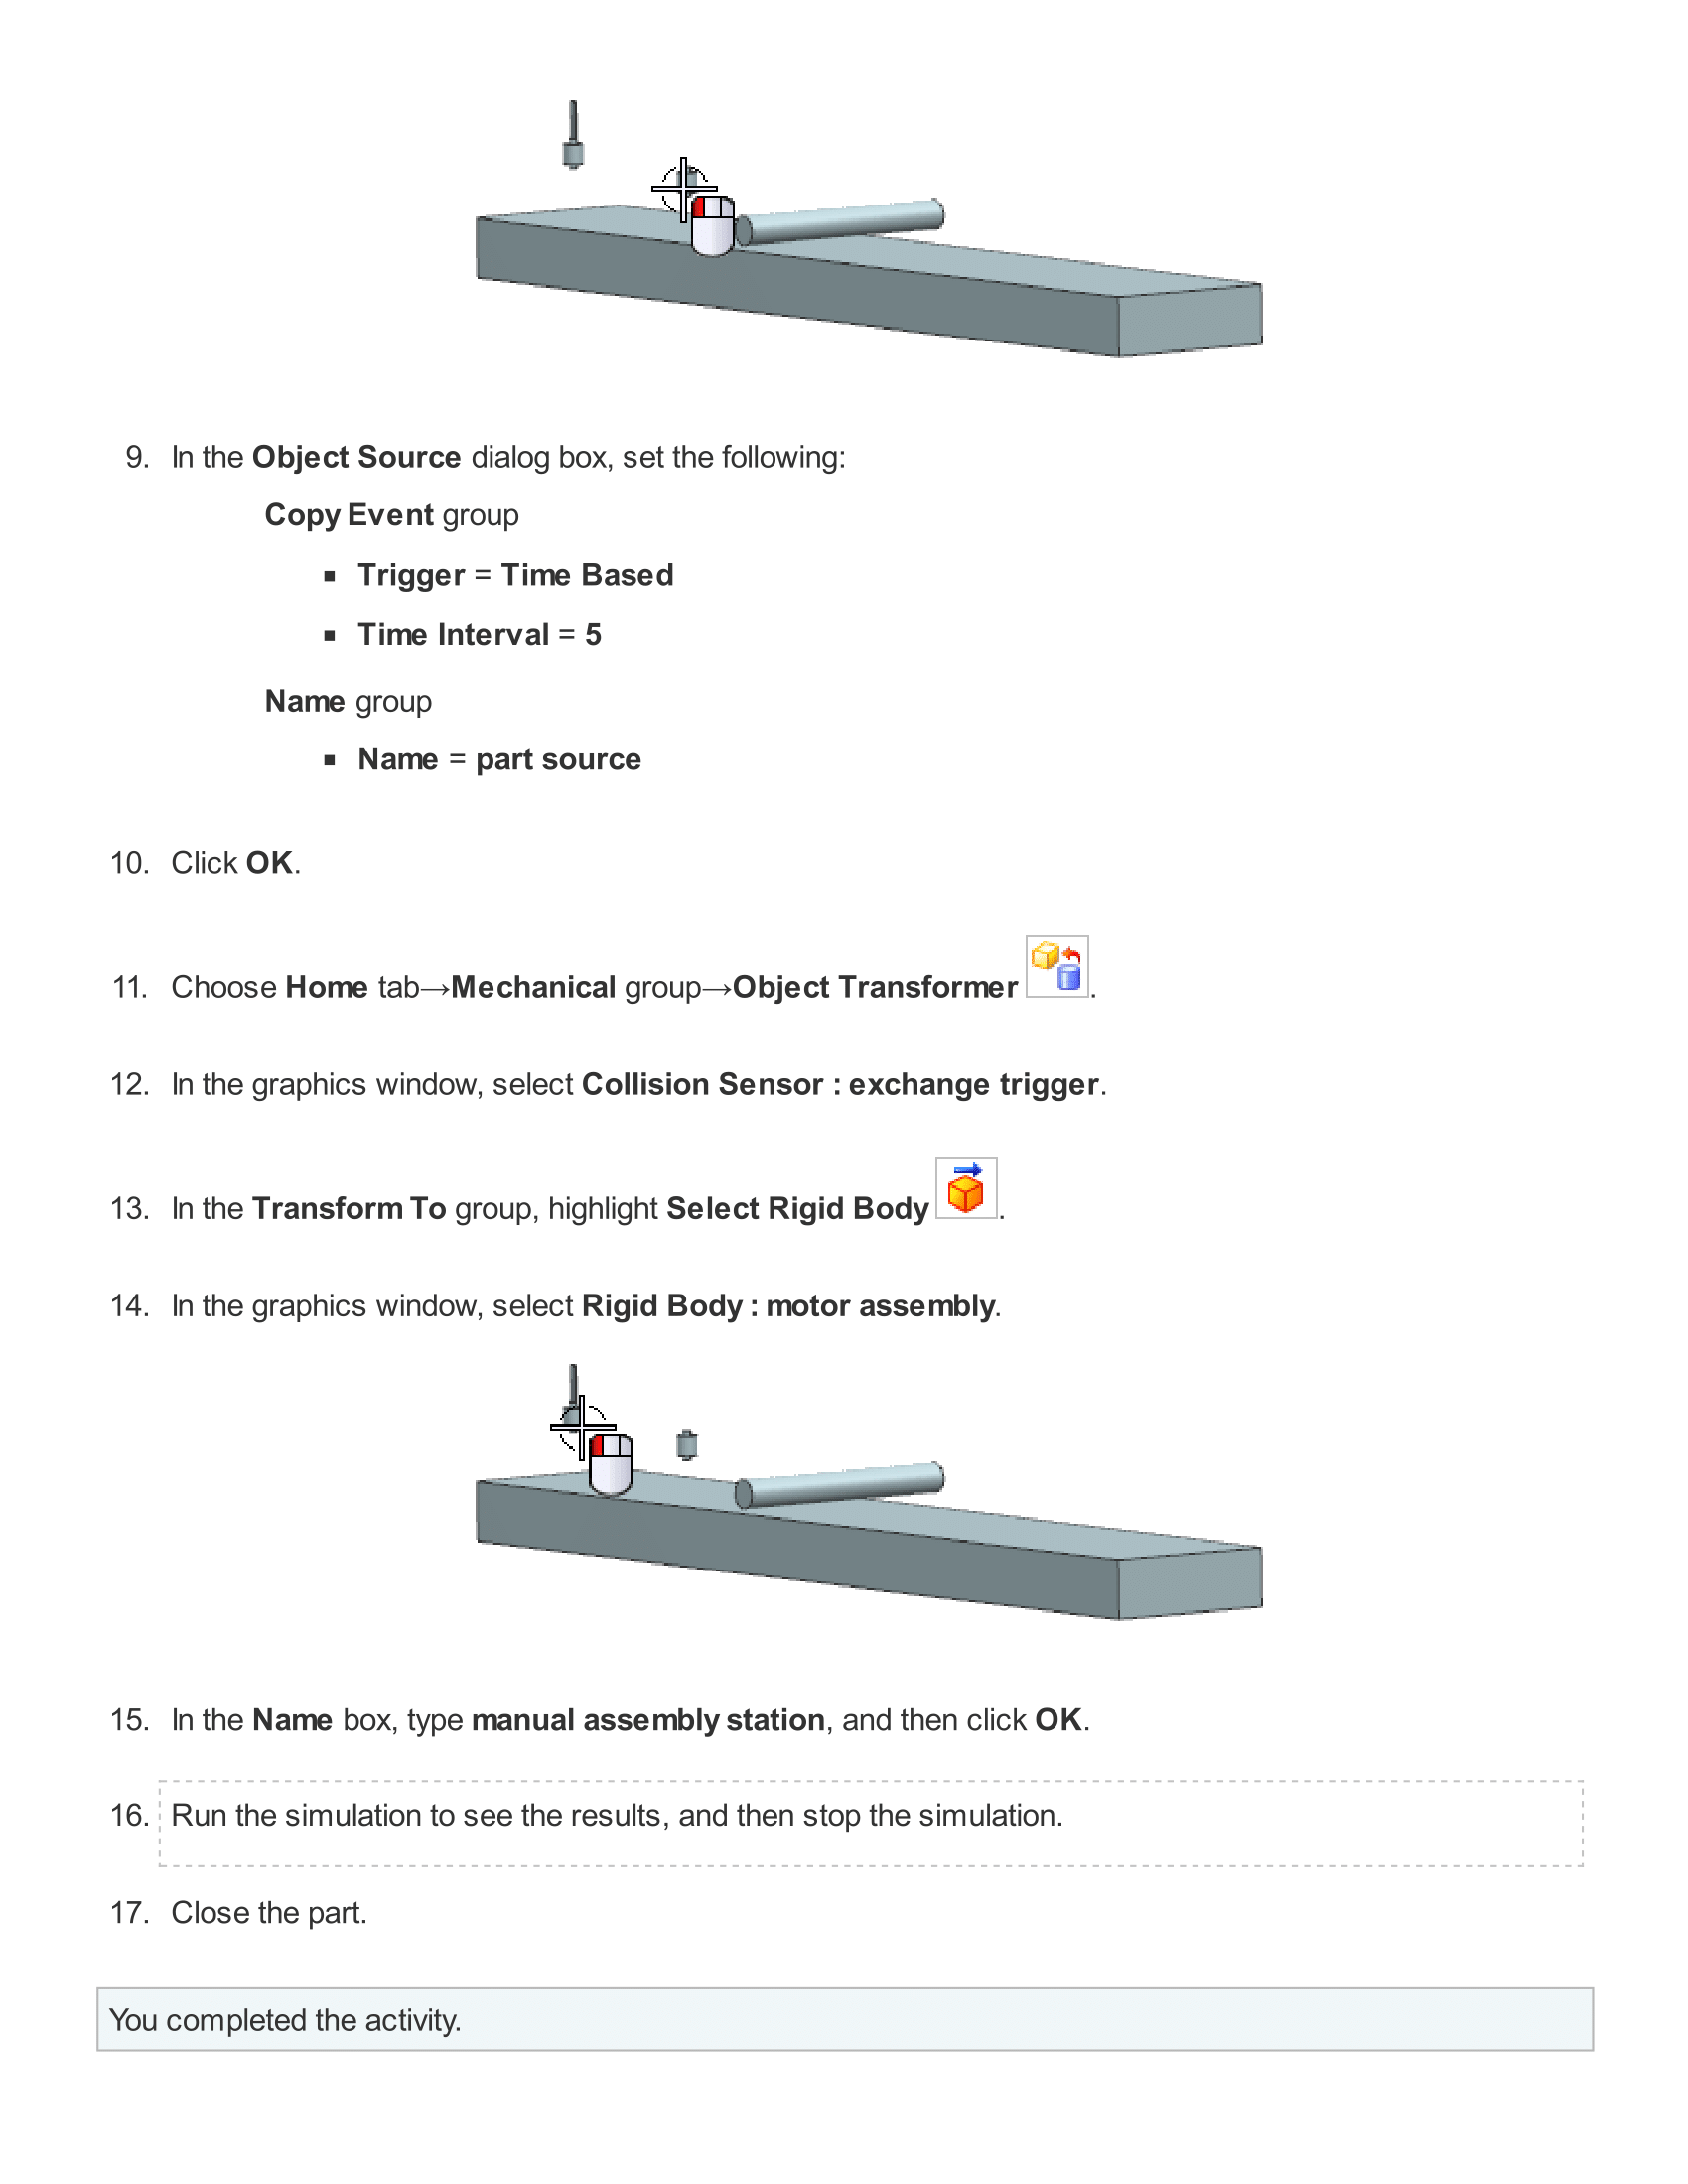 9. In the Object Source dialog box, set the following:
Copy Event group
▪ Trigger = Time Based
▪ Time Interval = 5
Name group
▪ Name = part source
10. Click OK.
11. Choose Home tab→Mechanical group→Object Transformer .
12. In the graphics window, select Collision Sensor : exchange trigger.
13. In the Transform To group, highlight Select Rigid Body .
14. In the graphics window, select Rigid Body : motor assembly.
15. In the Name box, type manual assembly station, and then click OK.
16. Run the simulation to see the results, and then stop the simulation.
17. Close the part.
You completed the activity.